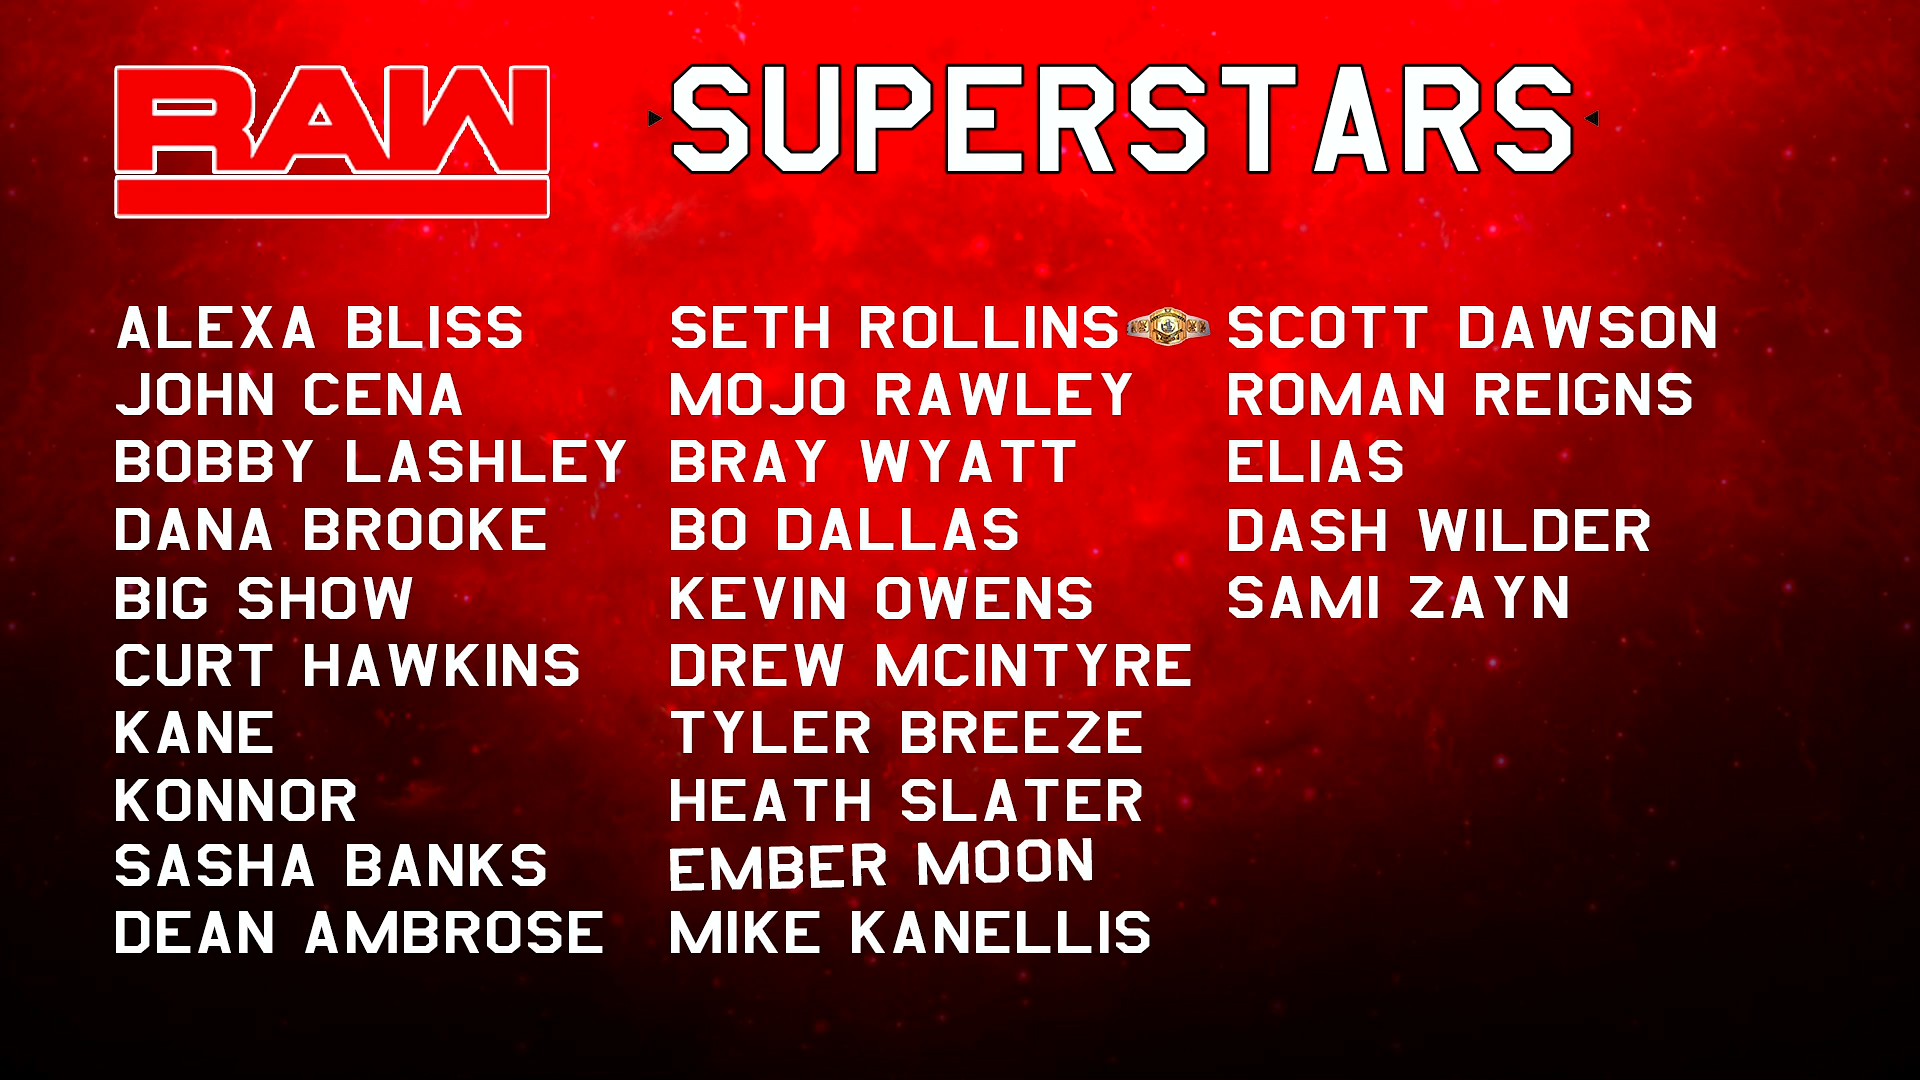 RAW
SUPERSTARS
ALEXA BLISS
JOHN CENA
BOBBY LASHLEY
DANA BROOKE
BIG SHOW
CURT HAWKINS
KANE
KONNOR
SASHA BANKS
DEAN AMBROSE
SETH ROLLINS
MOJO RAWLEY
BRAY WYATT
BO DALLAS
KEVIN OWENS
DREW MCINTYRE
TYLER BREEZE
HEATH SLATER
EMBER MOON
MIKE KANELLIS
SCOTT DAWSON
ROMAN REIGNS
ELIAS
DASH WILDER
SAMI ZAYN